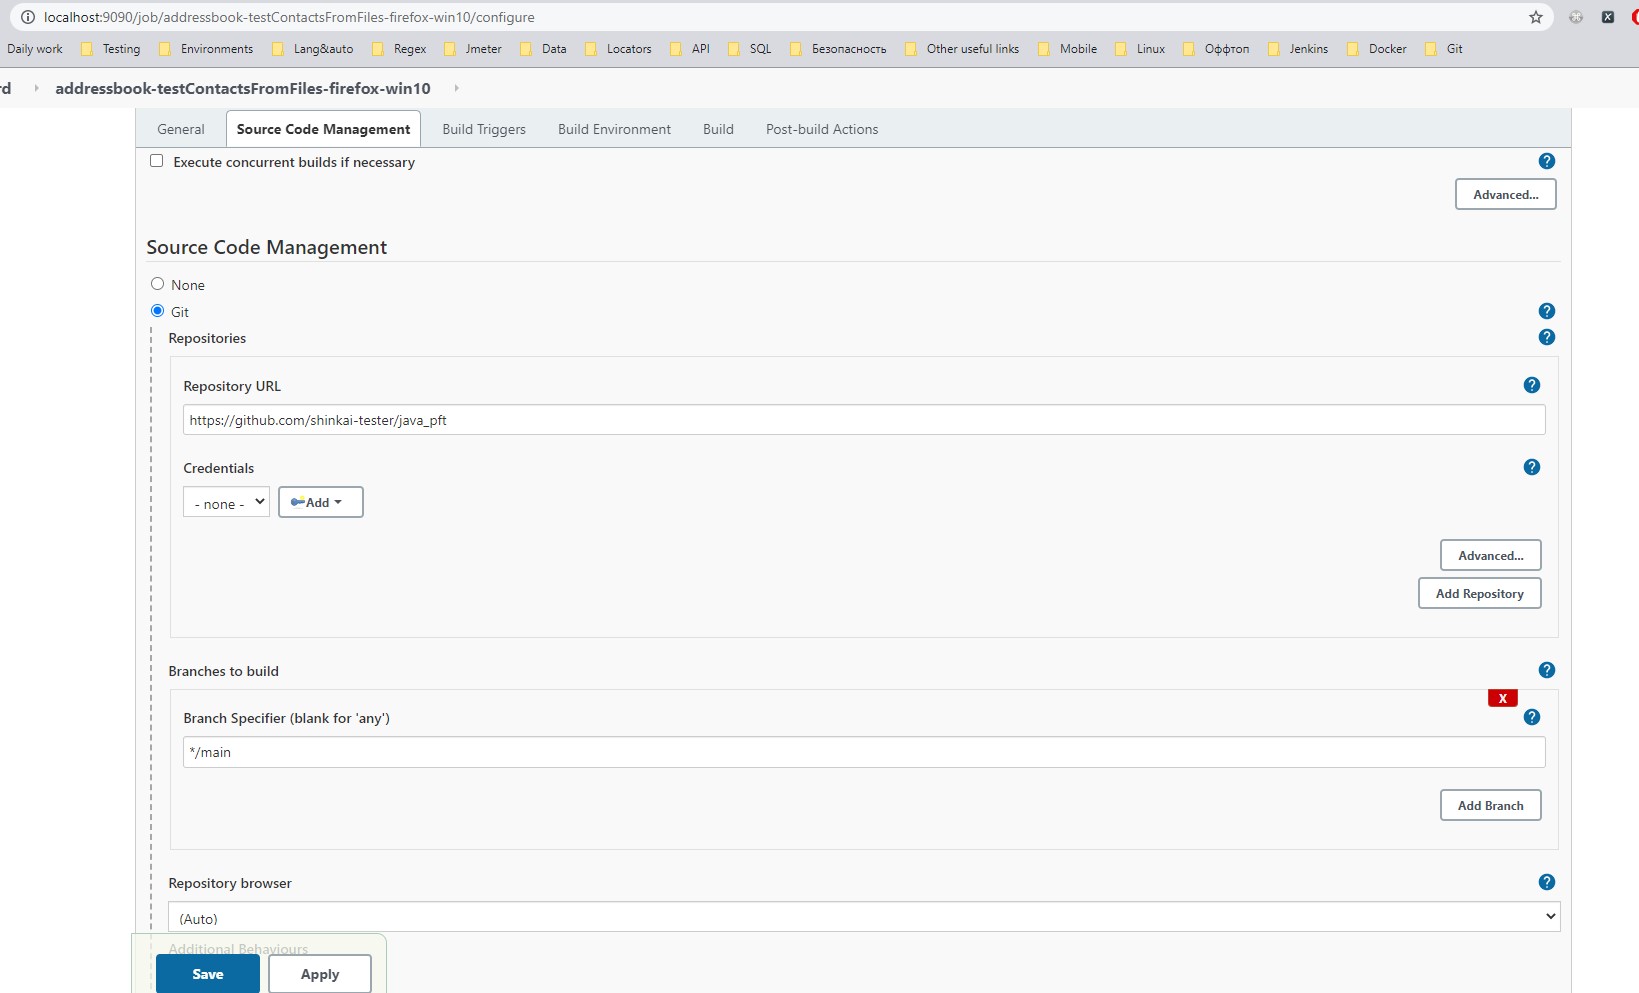 localhost:9090/job/addressbook-testContactsFromFiles-firefox-win10/configure
Daily work Testing Environments Lang&auto Regex Jmeter Data Locators API SQL Безопасность Other useful links Mobile Linux Оффтоп Jenkins Docker Git
rd addressbook-testContactsFromFiles-firefox-win10
General Source Code Management Build Triggers Build Environment Build Post-build Actions
Execute concurrent builds if necessary ?
Advanced...
Source Code Management
None
Git ?
Repositories ?
Repository URL ?
https://github.com/shinkai-tester/java_pft
Credentials ?
- none - Add
Advanced...
Add Repository
Branches to build ?
X
Branch Specifier (blank for 'any') ?
*/main
Add Branch
Repository browser ?
(Auto)
Additional Behaviours
Save Apply